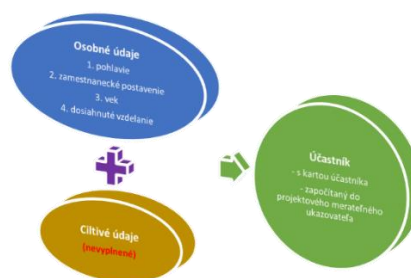 Osobné údaje
1. pohlavie
2. zamestnanecké postavenie
3. vek
4. dosiahnuté vzdelanie
Ciltivé údaje
(nevyplnené)
Účastník
- s kartou účastníka
- započítaný do
projektového merateľného
ukazovateľa